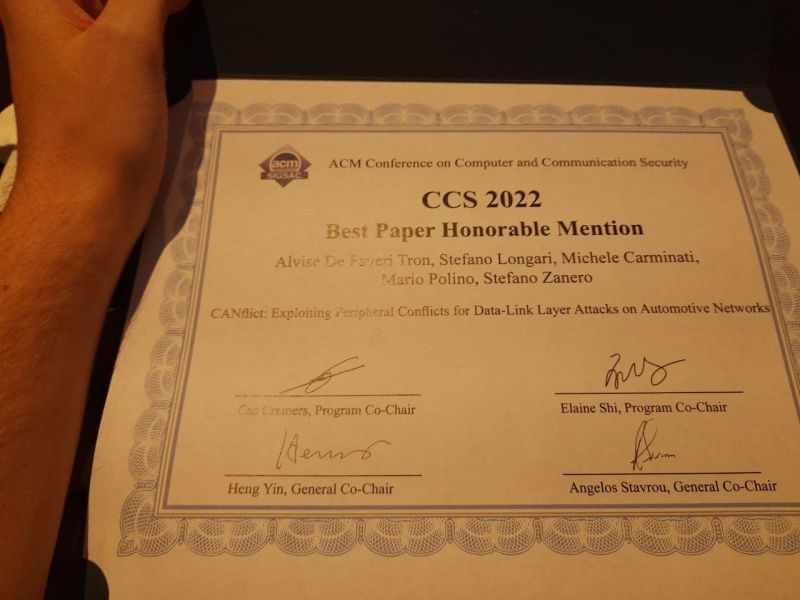 acm
SIGSAC
ACM Conference on Computer and Communication Security
CCS 2022
Best Paper Honorable Mention
Alvise De Faveri Tron, Stefano Longari, Michele Carminati,
Mario Polino, Stefano Zanero
CANflict: Exploiting Peripheral Conflicts for Data-Link Layer Attacks on Automotive Networks
Cas Cremers, Program Co-Chair
Elaine Shi, Program Co-Chair
Heng Yin, General Co-Chair
Angelos Stavrou, General Co-Chair